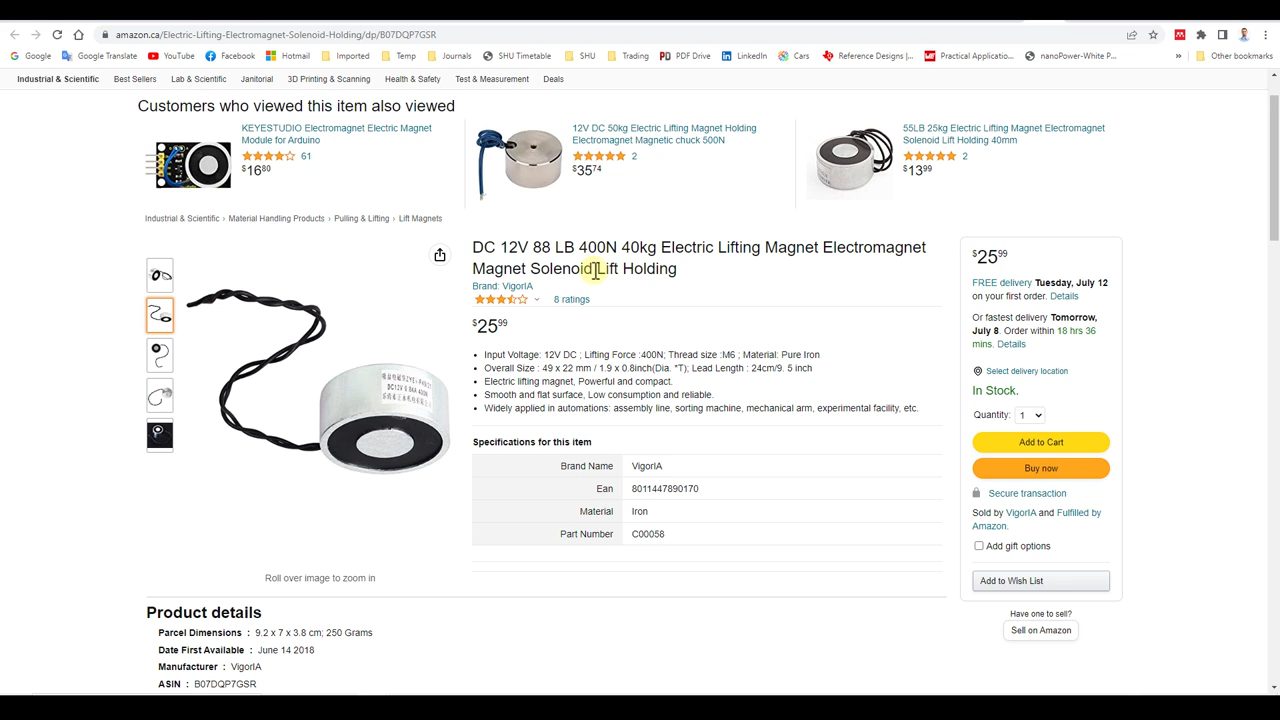 amazon.ca/Electric-Lifting-Electromagnet-Solenoid-Holding/dp/B07DQP7GSR
Google Google Translate YouTube Facebook Hotmail Imported Temp Journals SHU Timetable SHU Trading PDF Drive LinkedIn Cars Reference Designs |... Practical Application... nanoPower-White P... » Other bookmarks
Industrial & Scientific Best Sellers Lab & Scientific Janitorial 3D Printing & Scanning Health & Safety Test & Measurement Deals
Customers who viewed this item also viewed
KEYESTUDIO Electromagnet Electric Magnet
Module for Arduino
61
$1680
12V DC 50kg Electric Lifting Magnet Holding
Electromagnet Magnetic chuck 500N
2
$3574
55LB 25kg Electric Lifting Magnet Electromagnet
Solenoid Lift Holding 40mm
2
$1399
Industrial & Scientific › Material Handling Products › Pulling & Lifting › Lift Magnets
DC 12V 88 LB 400N 40kg Electric Lifting Magnet Electromagnet
Magnet Solenoid Lift Holding
Brand: VigorIA
8 ratings
$2599
• Input Voltage: 12V DC ; Lifting Force :400N; Thread size :M6 ; Material: Pure Iron
• Overall Size : 49 x 22 mm / 1.9 x 0.8inch(Dia. *T); Lead Length : 24cm/9. 5 inch
• Electric lifting magnet, Powerful and compact.
• Smooth and flat surface, Low consumption and reliable.
• Widely applied in automations: assembly line, sorting machine, mechanical arm, experimental facility, etc.
Specifications for this item
Brand Name VigorIA
Ean 8011447890170
Material Iron
Part Number C00058
DC12V 400N
Roll over image to zoom in
$2599
FREE delivery Tuesday, July 12
on your first order. Details
Or fastest delivery Tomorrow,
July 8. Order within 18 hrs 36
mins. Details
Select delivery location
In Stock.
Quantity: 1
Add to Cart
Buy now
Secure transaction
Sold by VigorIA and Fulfilled by
Amazon.
Add gift options
Add to Wish List
Have one to sell?
Sell on Amazon
Product details
Parcel Dimensions : 9.2 x 7 x 3.8 cm; 250 Grams
Date First Available : June 14 2018
Manufacturer : VigorIA
ASIN : B07DQP7GSR